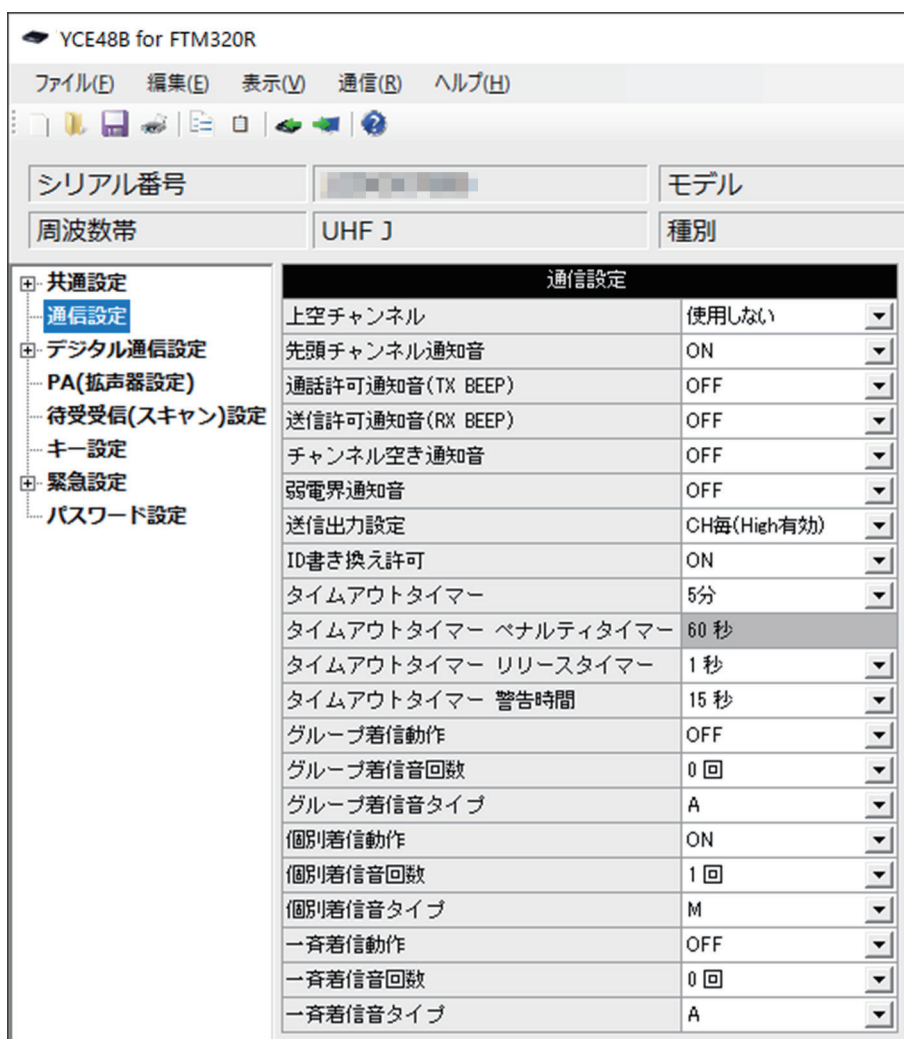 YCE48B for FTM320R
ファイル(F) 編集(E) 表示(V) 通信(R) ヘルプ(H)
シリアル番号 モデル
周波数帯 UHF J 種別
共通設定
通信設定
デジタル通信設定
PA(拡声器設定)
待受受信(スキャン)設定
キー設定
緊急設定
パスワード設定
通信設定
上空チャンネル 使用しない
先頭チャンネル通知音 ON
通話許可通知音(TX BEEP) OFF
送信許可通知音(RX BEEP) OFF
チャンネル空き通知音 OFF
弱電界通知音 OFF
送信出力設定 CH毎(High有効)
ID書き換え許可 ON
タイムアウトタイマー 5分
タイムアウトタイマー ペナルティタイマー 60 秒
タイムアウトタイマー リリースタイマー 1 秒
タイムアウトタイマー 警告時間 15 秒
グループ着信動作 OFF
グループ着信音回数 0 回
グループ着信音タイプ A
個別着信動作 ON
個別着信音回数 1 回
個別着信音タイプ M
一斉着信動作 OFF
一斉着信音回数 0 回
一斉着信音タイプ A